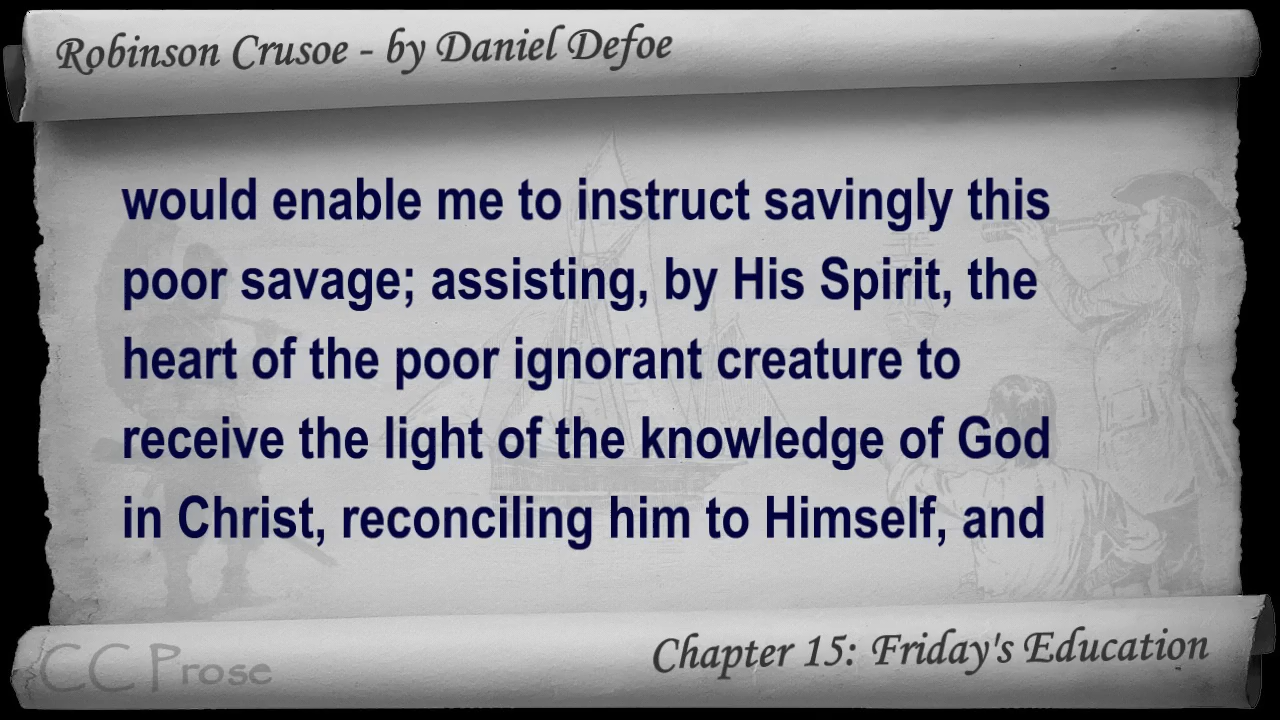 Robinson Crusoe - by Daniel Defoe
would enable me to instruct savingly this
poor savage; assisting, by His Spirit, the
heart of the poor ignorant creature to
receive the light of the knowledge of God
in Christ, reconciling him to Himself, and
CC Prose
Chapter 15: Friday's Education